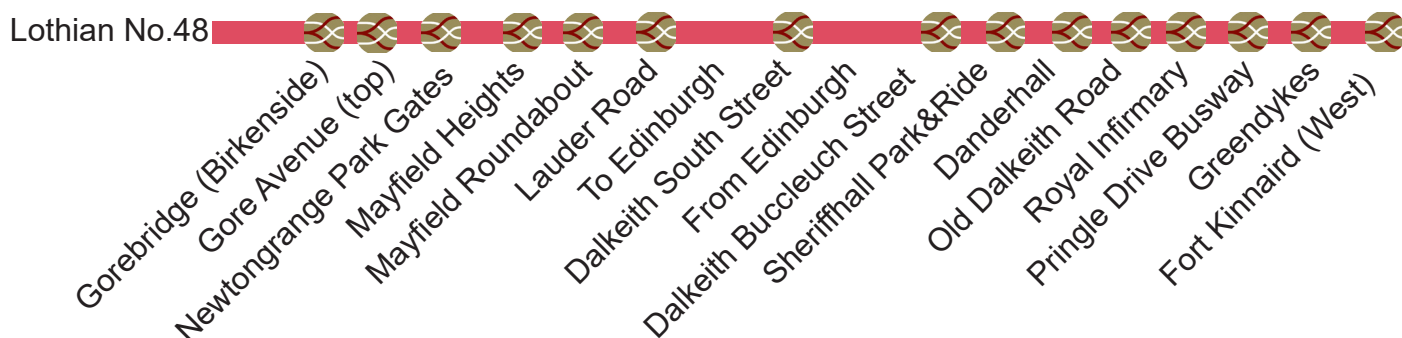 Lothian No.48
Gorebridge (Birkenside)
Gore Avenue (top)
Newtongrange Park Gates
Mayfield Heights
Mayfield Roundabout
Lauder Road
To Edinburgh
Dalkeith South Street
From Edinburgh
Dalkeith Buccleuch Street
Sheriffhall Park&Ride
Danderhall
Old Dalkeith Road
Royal Infirmary
Pringle Drive Busway
Greendykes
Fort Kinnaird (West)